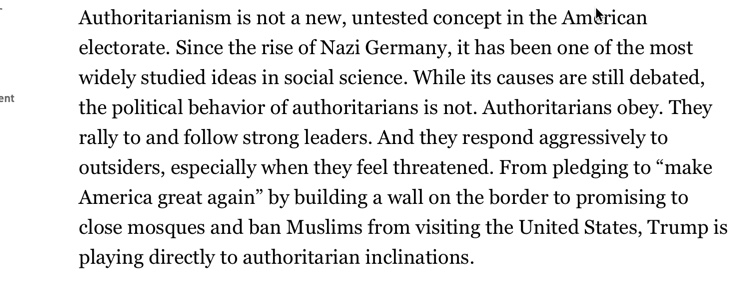 Authoritarianism is not a new, untested concept in the American
electorate. Since the rise of Nazi Germany, it has been one of the most
widely studied ideas in social science. While its causes are still debated,
ent
the political behavior of authoritarians is not. Authoritarians obey. They
rally to and follow strong leaders. And they respond aggressively to
outsiders, especially when they feel threatened. From pledging to “make
America great again” by building a wall on the border to promising to
close mosques and ban Muslims from visiting the United States, Trump is
playing directly to authoritarian inclinations.